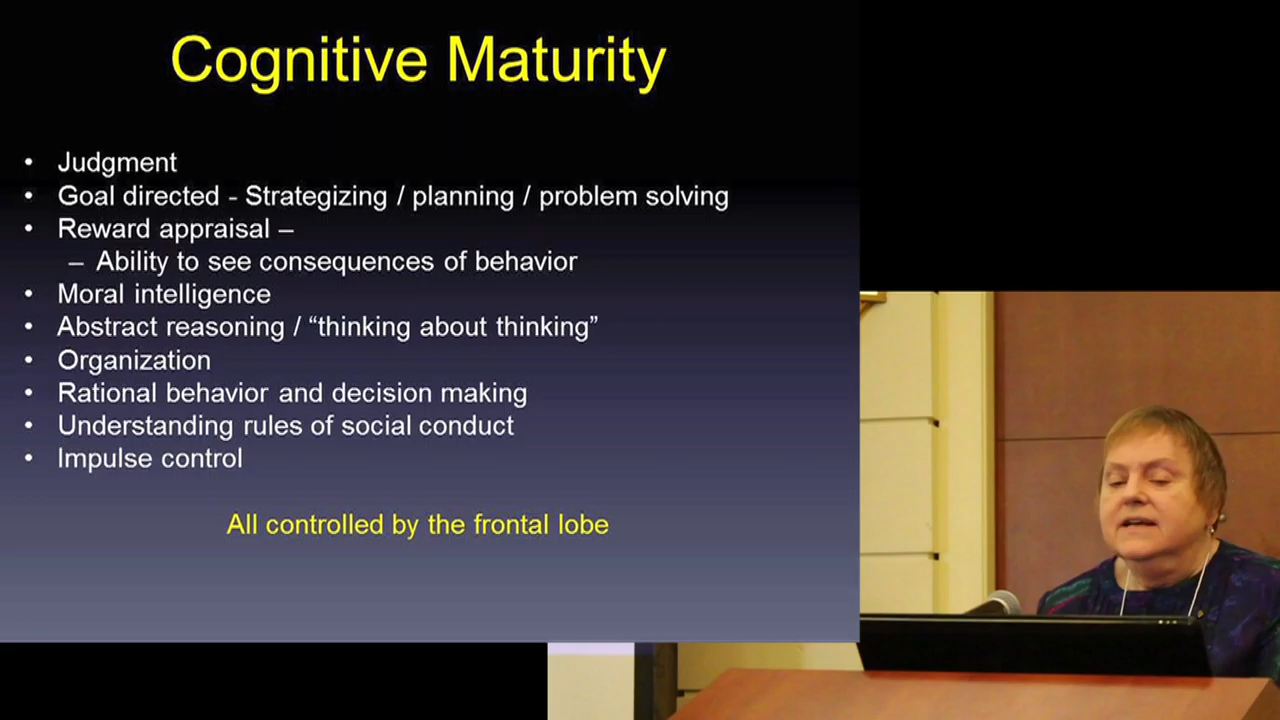 Cognitive Maturity
• Judgment
• Goal directed - Strategizing / planning / problem solving
• Reward appraisal –
– Ability to see consequences of behavior
• Moral intelligence
• Abstract reasoning / “thinking about thinking”
• Organization
• Rational behavior and decision making
• Understanding rules of social conduct
• Impulse control
All controlled by the frontal lobe